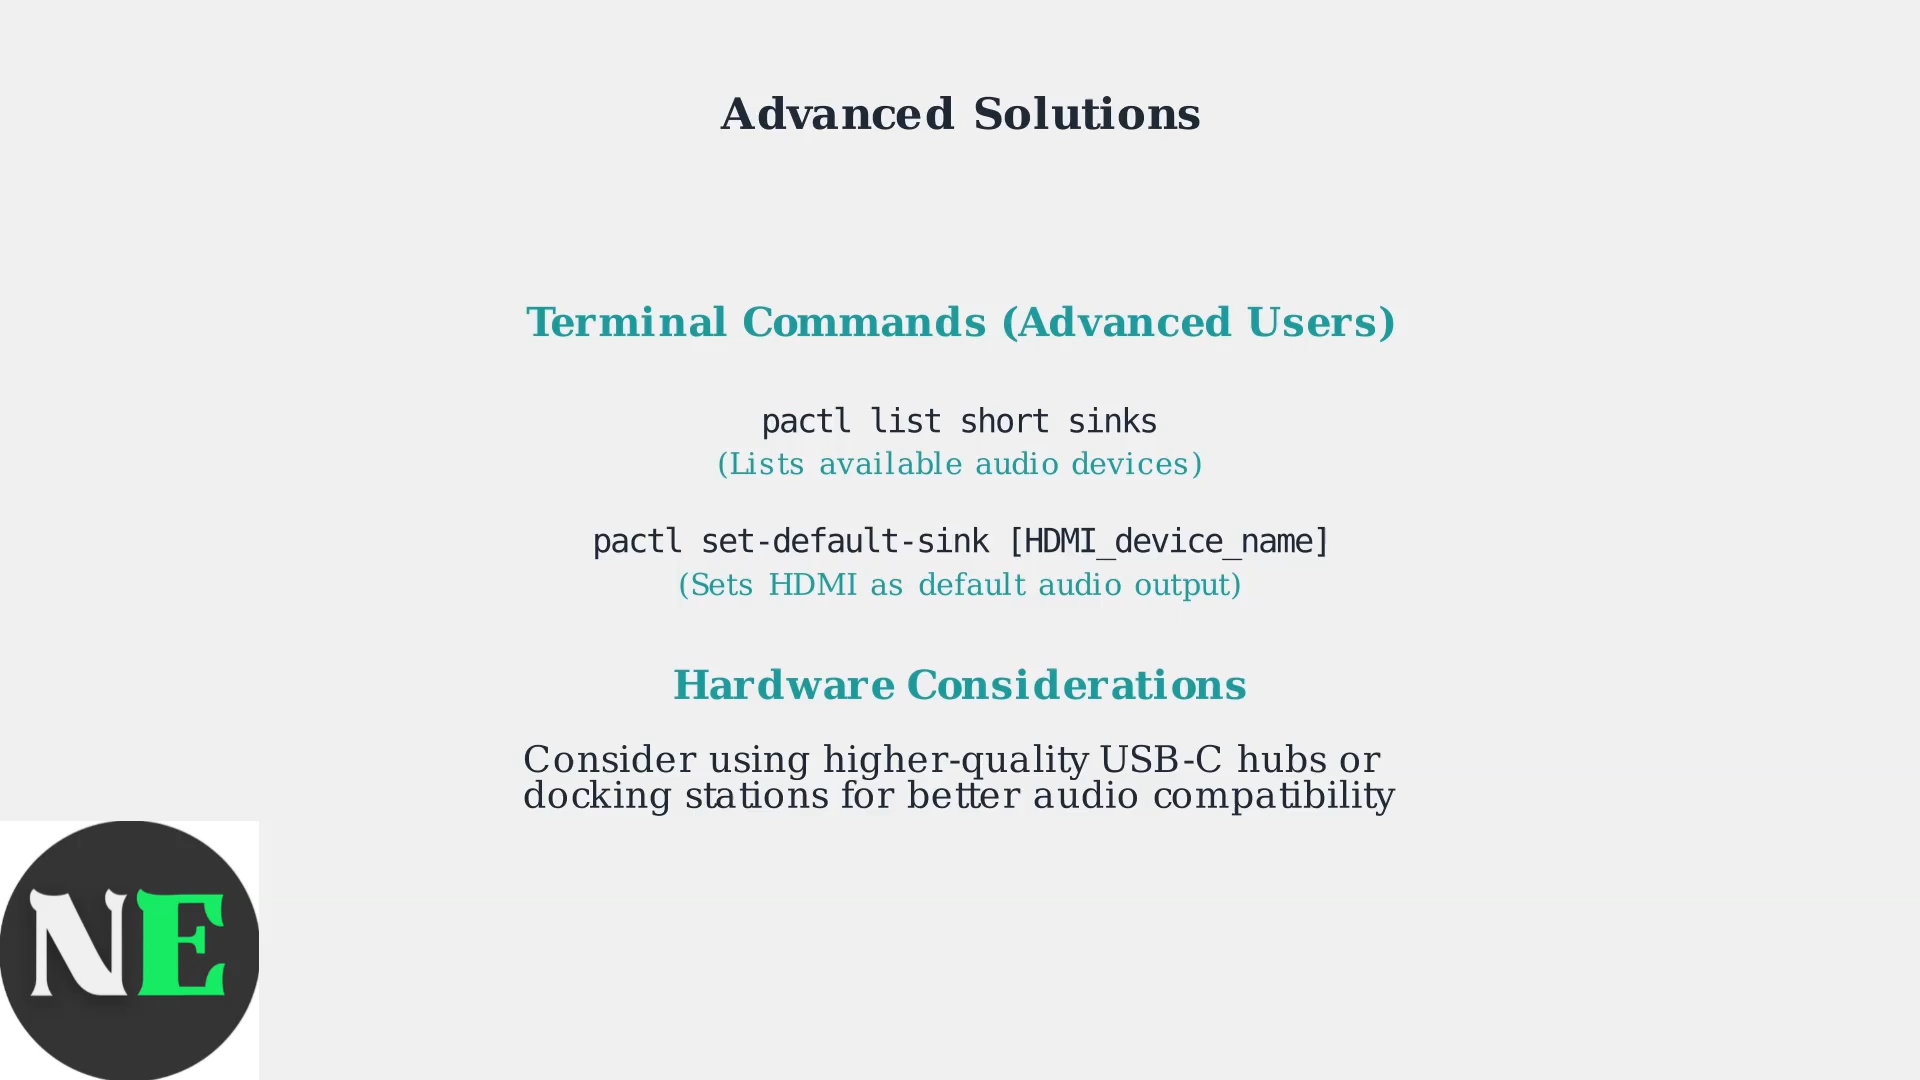 Advanced Solutions
Terminal Commands (Advanced Users)
pactl list short sinks
(Lists available audio devices)
pactl set-default-sink [HDMI_device_name]
(Sets HDMI as default audio output)
Hardware Considerations
Consider using higher-quality USB-C hubs or
docking stations for better audio compatibility
NE